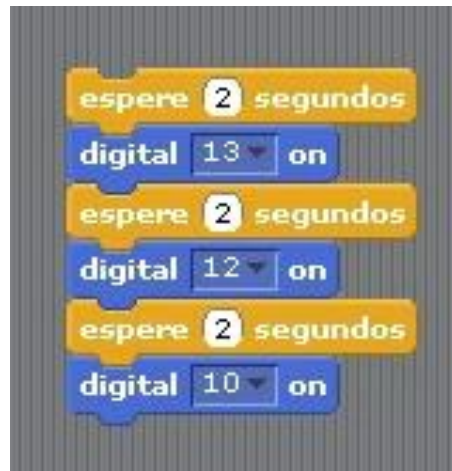 espere 2 segundos
digital 13 on
espere 2 segundos
digital 12 on
espere 2 segundos
digital 10 on